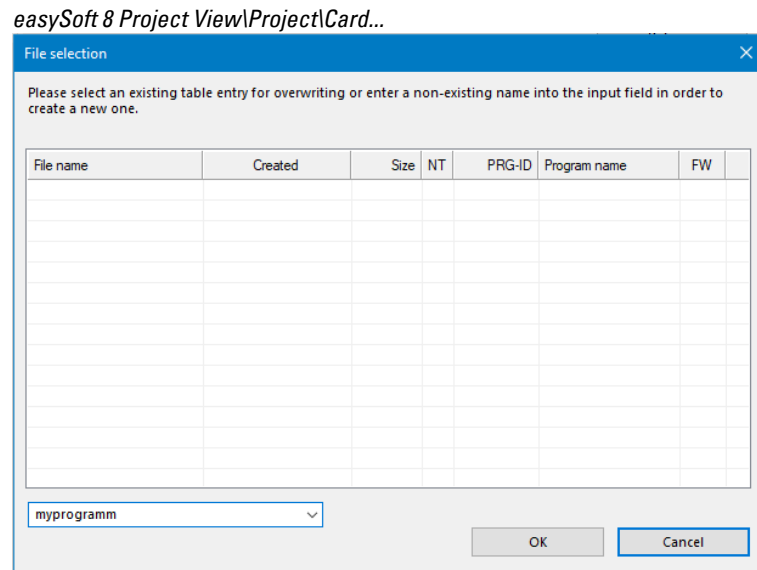 easySoft 8 Project View\Project\Card...
File selection
Please select an existing table entry for overwriting or enter a non-existing name into the input field in order to
create a new one.
File name Created Size NT PRG-ID Program name FW
myprogramm
OK Cancel